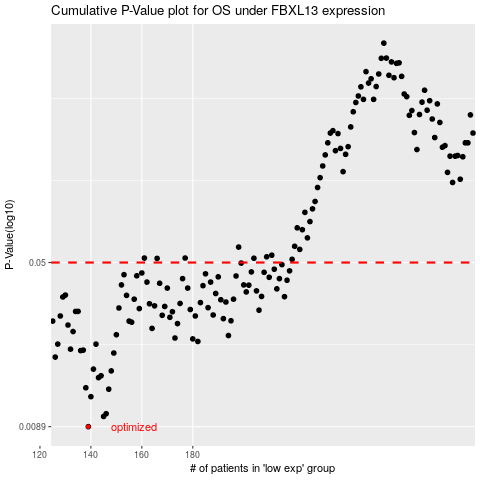 Cumulative P-Value plot for OS under FBXL13 expression
P-Value(log10)
0.05
0.0089
optimized
120 140 160 180
# of patients in 'low exp' group